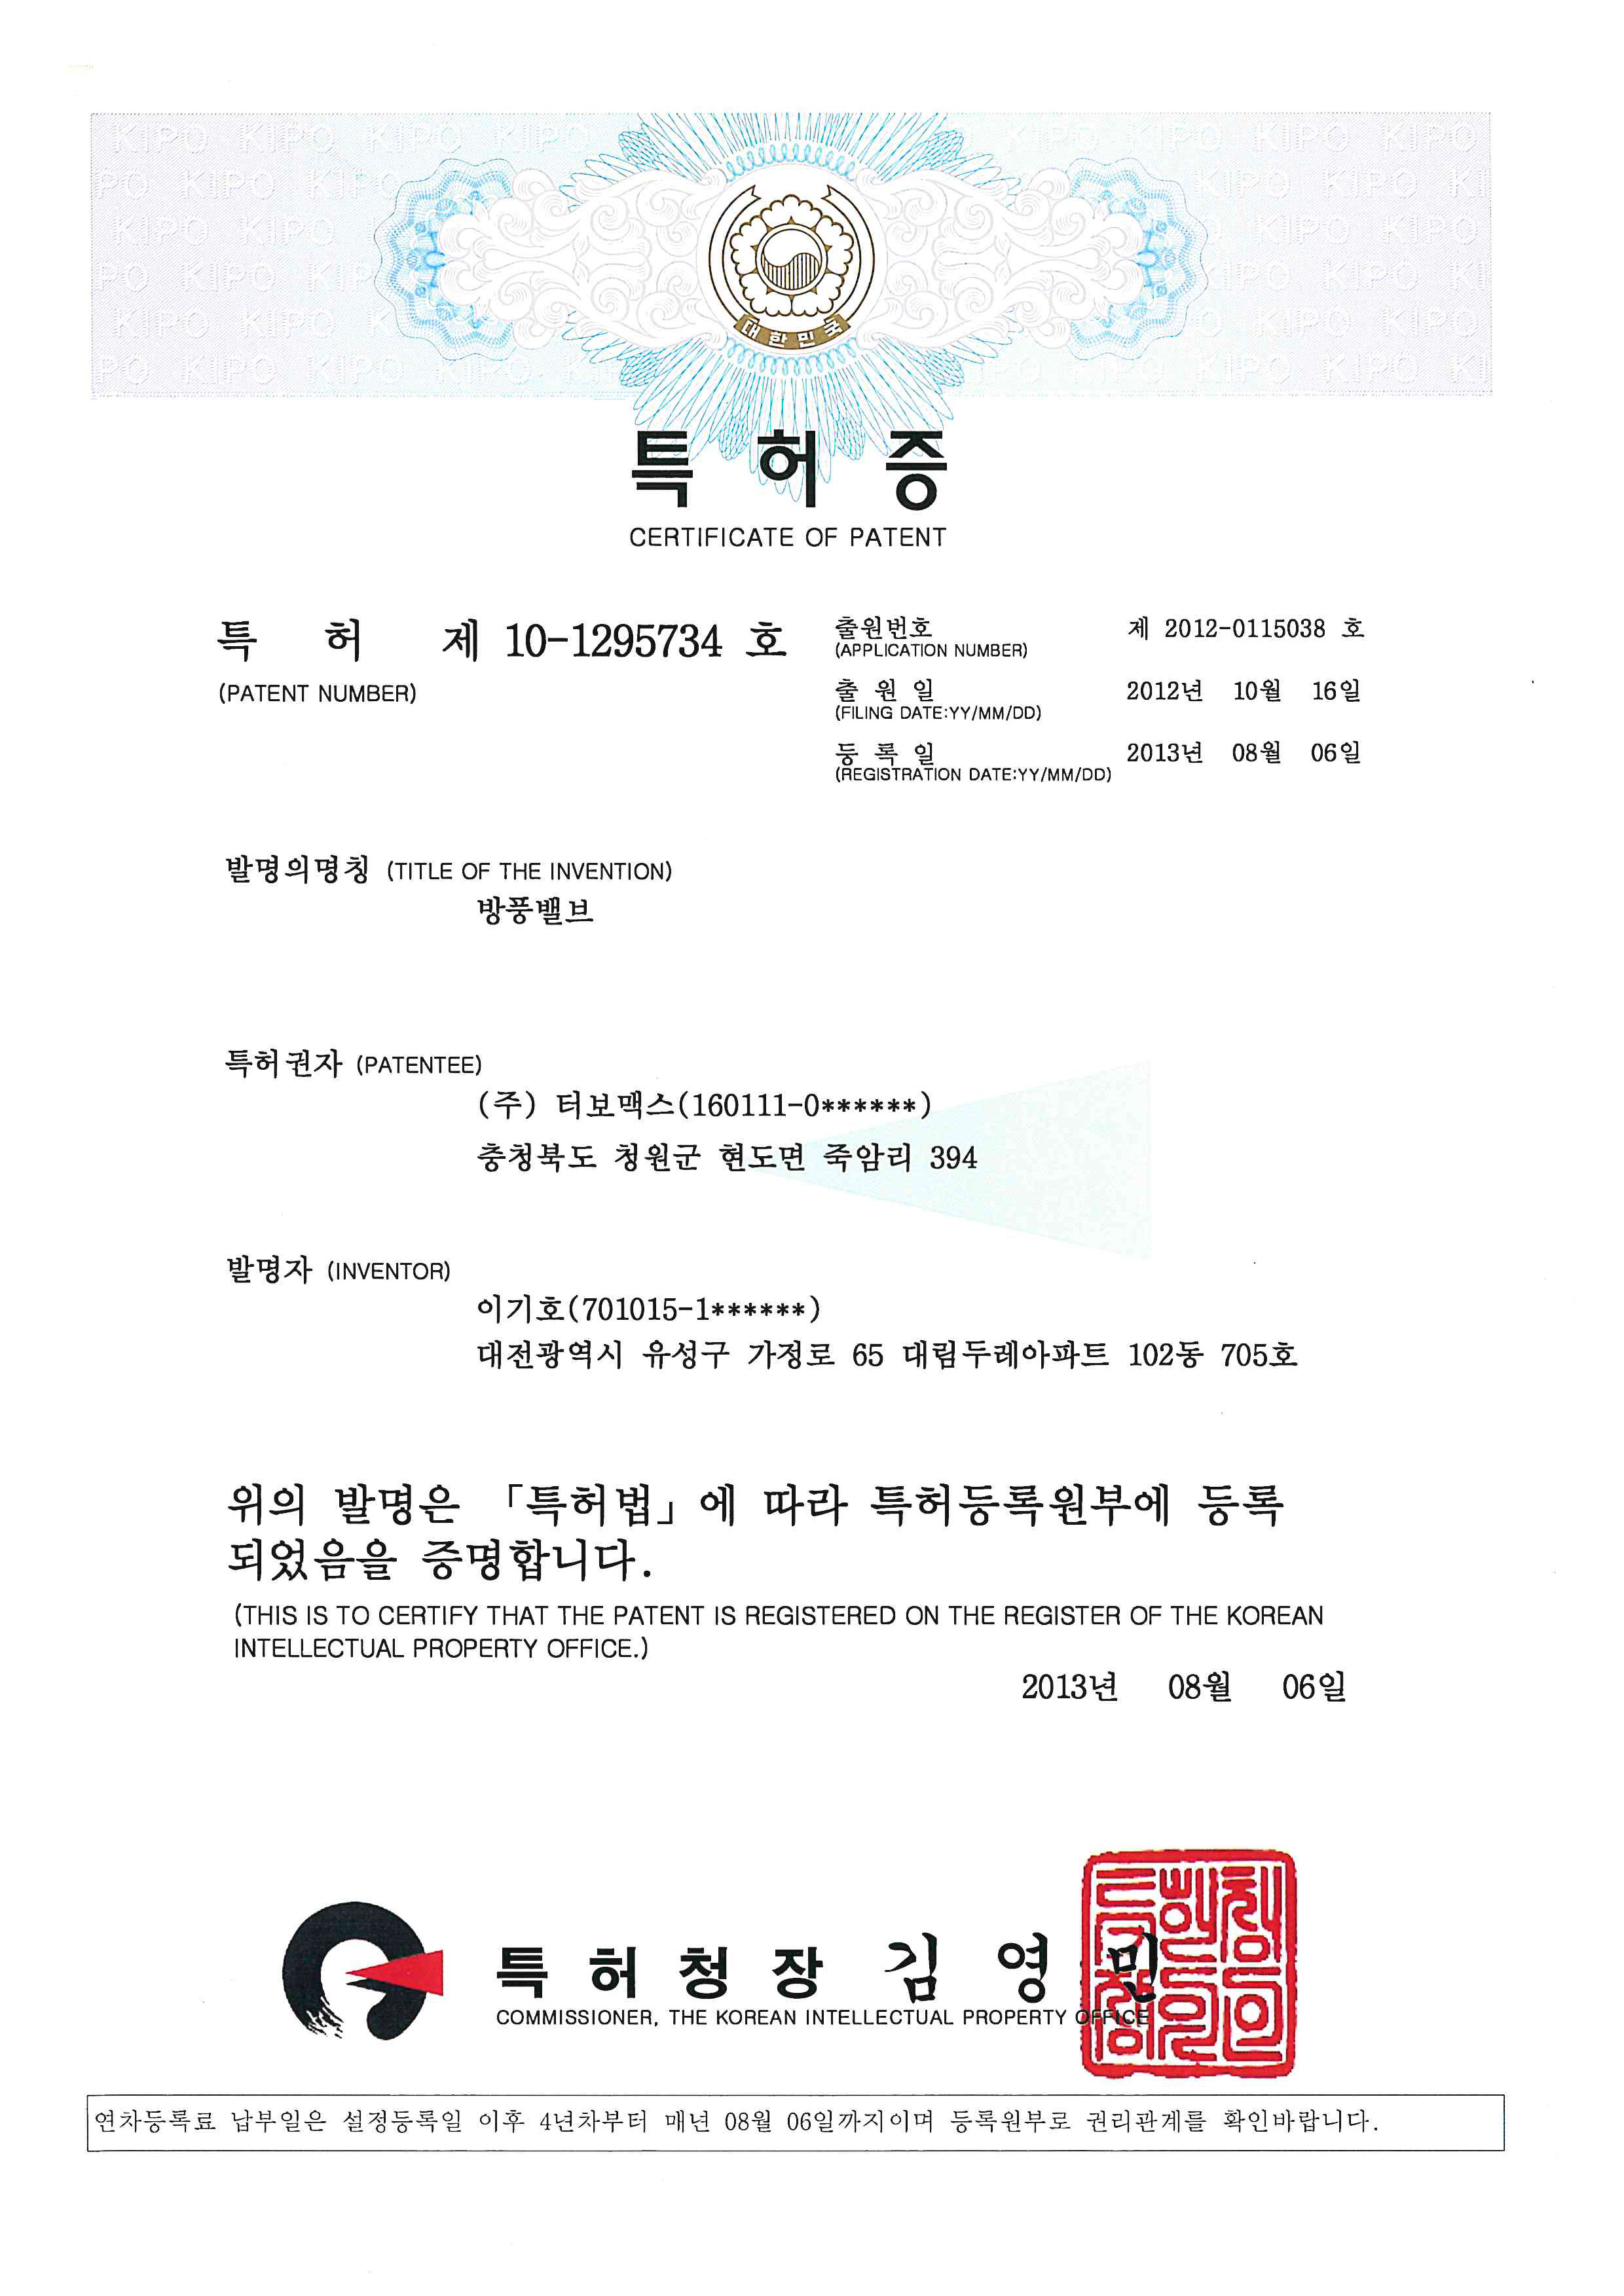 대한민국
특허증
CERTIFICATE OF PATENT
특 허 제 10-1295734 호
(PATENT NUMBER)
출원번호 제 2012-0115038 호
(APPLICATION NUMBER)
출 원 일 2012년 10월 16일
(FILING DATE:YY/MM/DD)
등 록 일 2013년 08월 06일
(REGISTRATION DATE:YY/MM/DD)
발명의명칭 (TITLE OF THE INVENTION)
방풍밸브
특허권자 (PATENTEE)
(주) 터보맥스(160111-0******)
충청북도 청원군 현도면 죽암리 394
발명자 (INVENTOR)
이기호(701015-1******)
대전광역시 유성구 가정로 65 대림두레아파트 102동 705호
위의 발명은 「특허법」에 따라 특허등록원부에 등록
되었음을 증명합니다.
(THIS IS TO CERTIFY THAT THE PATENT IS REGISTERED ON THE REGISTER OF THE KOREAN
INTELLECTUAL PROPERTY OFFICE.)
2013년 08월 06일
특허청장 김영민
COMMISSIONER, THE KOREAN INTELLECTUAL PROPERTY OFFICE
연차등록료 납부일은 설정등록일 이후 4년차부터 매년 08월 06일까지이며 등록원부로 권리관계를 확인바랍니다.